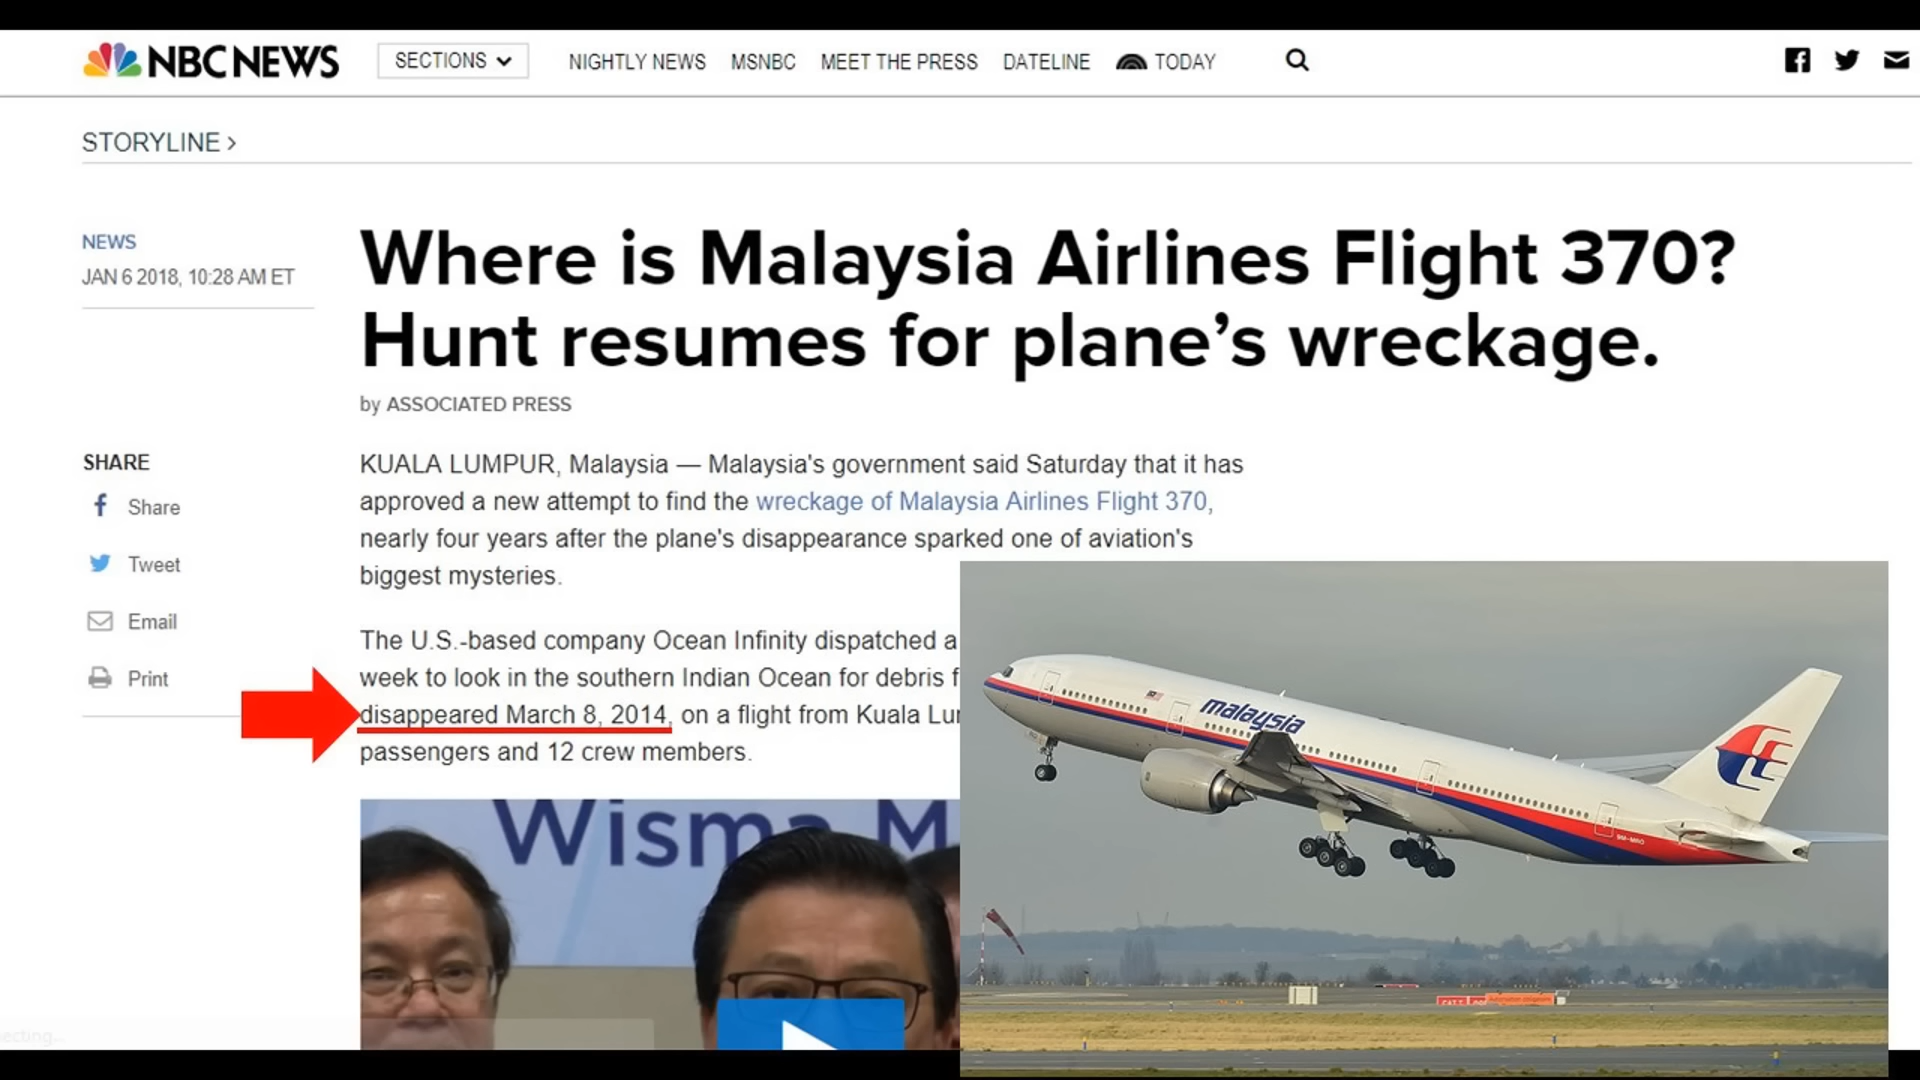 NBC NEWS
SECTIONS
NIGHTLY NEWS
MSNBC
MEET THE PRESS
DATELINE
TODAY
STORYLINE >
NEWS
JAN 6 2018, 10:28 AM ET
Where is Malaysia Airlines Flight 370?
Hunt resumes for plane’s wreckage.
by ASSOCIATED PRESS
SHARE
Share
Tweet
Email
Print
KUALA LUMPUR, Malaysia — Malaysia's government said Saturday that it has
approved a new attempt to find the wreckage of Malaysia Airlines Flight 370,
nearly four years after the plane's disappearance sparked one of aviation's
biggest mysteries.
The U.S.-based company Ocean Infinity dispatched a
week to look in the southern Indian Ocean for debris f
disappeared March 8, 2014, on a flight from Kuala Lu
passengers and 12 crew members.
Wisma M
malaysia
9M-MRO